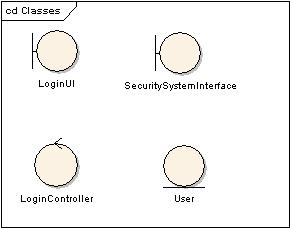 cd Classes
LoginUI
SecuritySystemInterface
LoginController
User